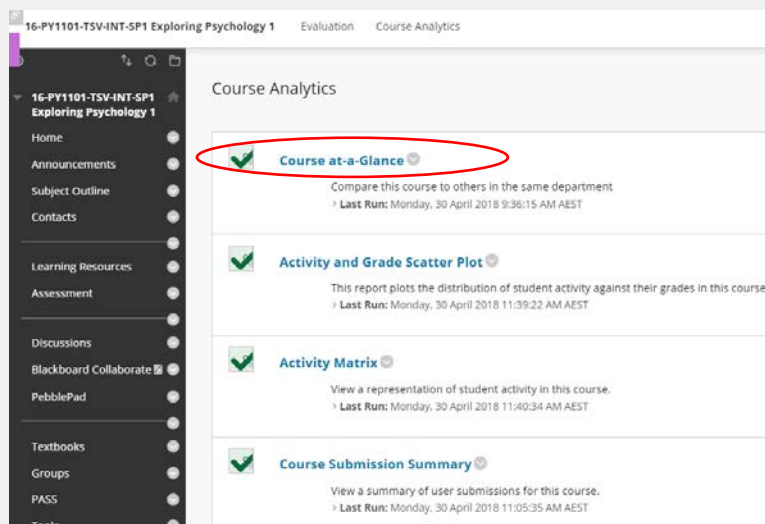 16-PY1101-TSV-INT-SP1 Exploring Psychology 1 Evaluation Course Analytics
16-PY1101-TSV-INT-SP1
Exploring Psychology 1
Home
Announcements
Subject Outline
Contacts
Learning Resources
Assessment
Discussions
Blackboard Collaborate
PebblePad
Textbooks
Groups
PASS
Tools
Course Analytics
Course at-a-Glance
Compare this course to others in the same department
> Last Run: Monday, 30 April 2018 9:36:15 AM AEST
Activity and Grade Scatter Plot
This report plots the distribution of student activity against their grades in this course
> Last Run: Monday, 30 April 2018 11:39:22 AM AEST
Activity Matrix
View a representation of student activity in this course.
> Last Run: Monday, 30 April 2018 11:40:34 AM AEST
Course Submission Summary
View a summary of user submissions for this course.
> Last Run: Monday, 30 April 2018 11:05:35 AM AEST